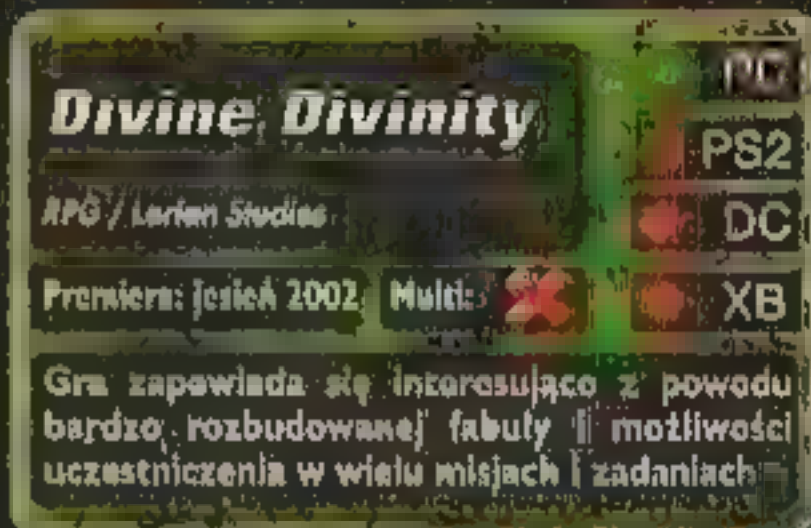 Divine Divinity
PC
PS2
RPG / Larian Studios
DC
Premiera: jesień 2002
Multi:
XB
Gra zapowiada się interesująco z powodu
bardzo rozbudowanej fabuły i możliwości
uczestniczenia w wielu misjach i zadaniach